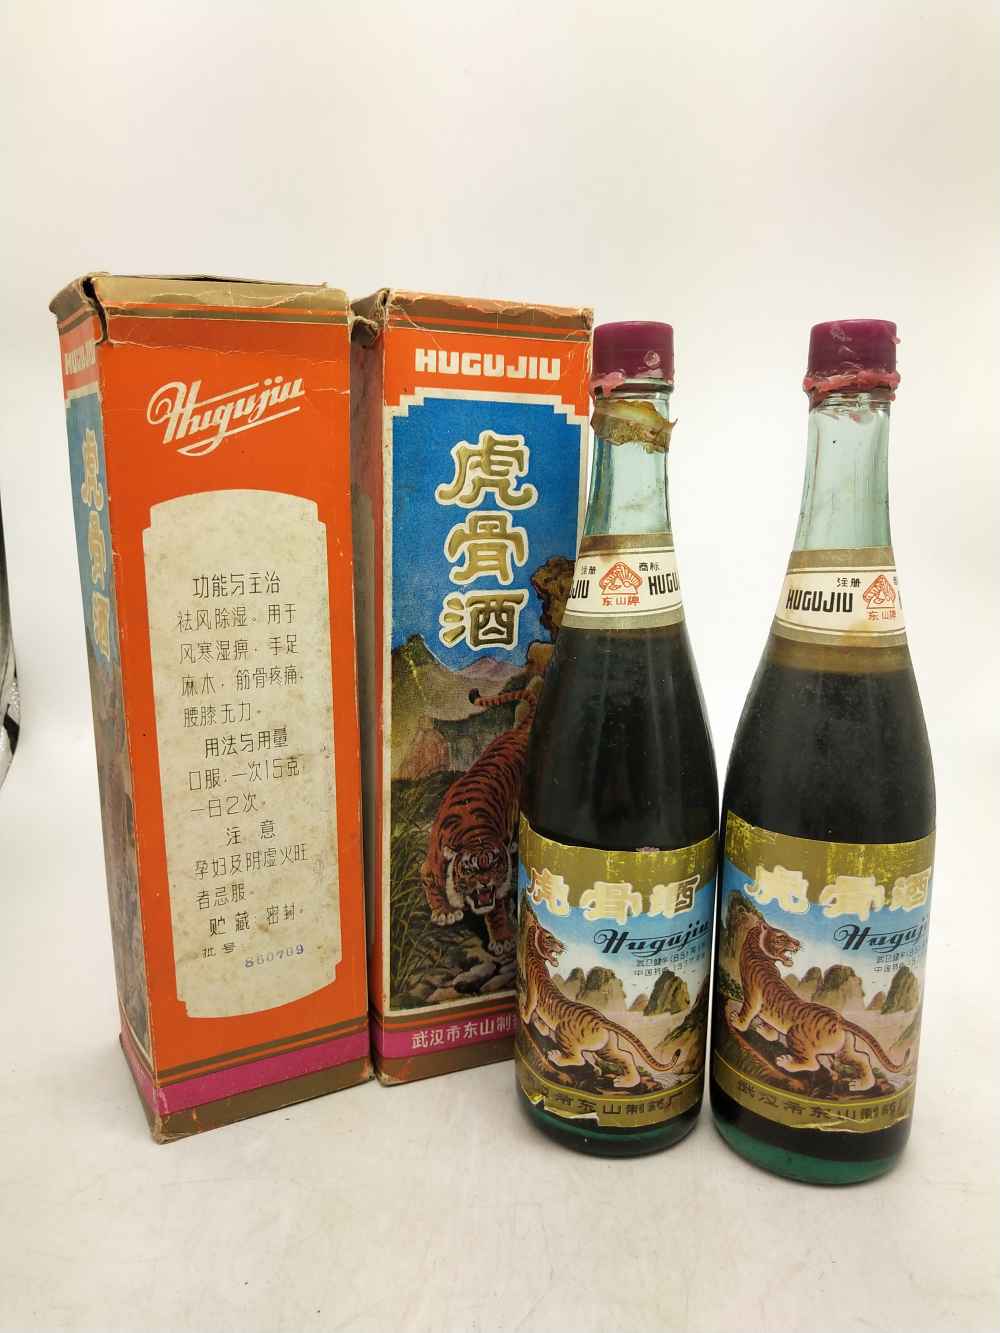 HUGUJIU
虎骨酒
Hugujiu
功能与主治
祛风除湿。用于
风寒湿痹，手足
麻木，筋骨疼痛，
腰膝无力。
用法与用量
口服，一次15克，
一日2次。
注意
孕妇及阴虚火旺
者忌服。
贮藏：密封。
批号 860709
HUGUJIU
虎骨酒
武汉市东山制
注册 商标
JIU HUGU
东山牌
虎骨酒
Hugujiu
市东山制药厂
注册
HUGUJIU
东山牌
虎骨酒
Huguj
武汉市东山制药厂